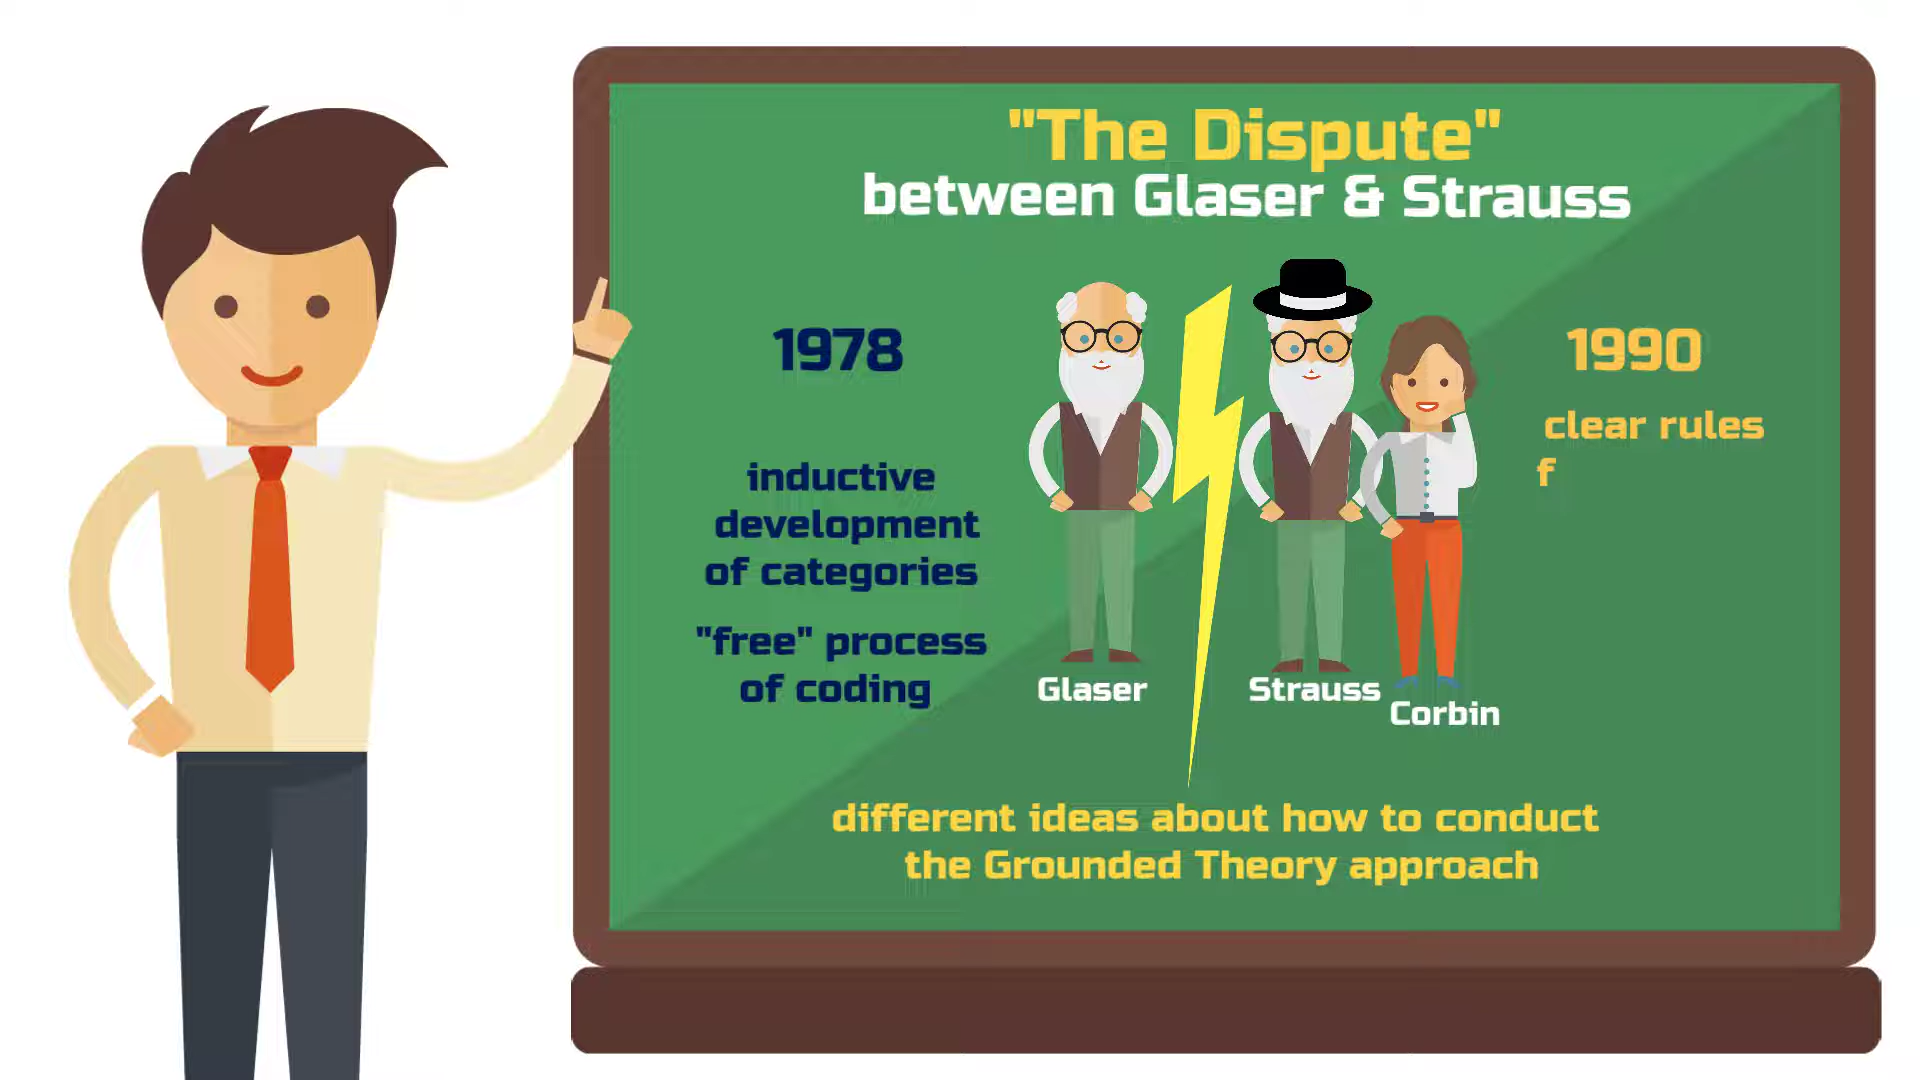 "The Dispute"
between Glaser & Strauss
1978
inductive
development
of categories
"free" process
of coding
Glaser
Strauss
Corbin
1990
clear rules
f
different ideas about how to conduct
the Grounded Theory approach